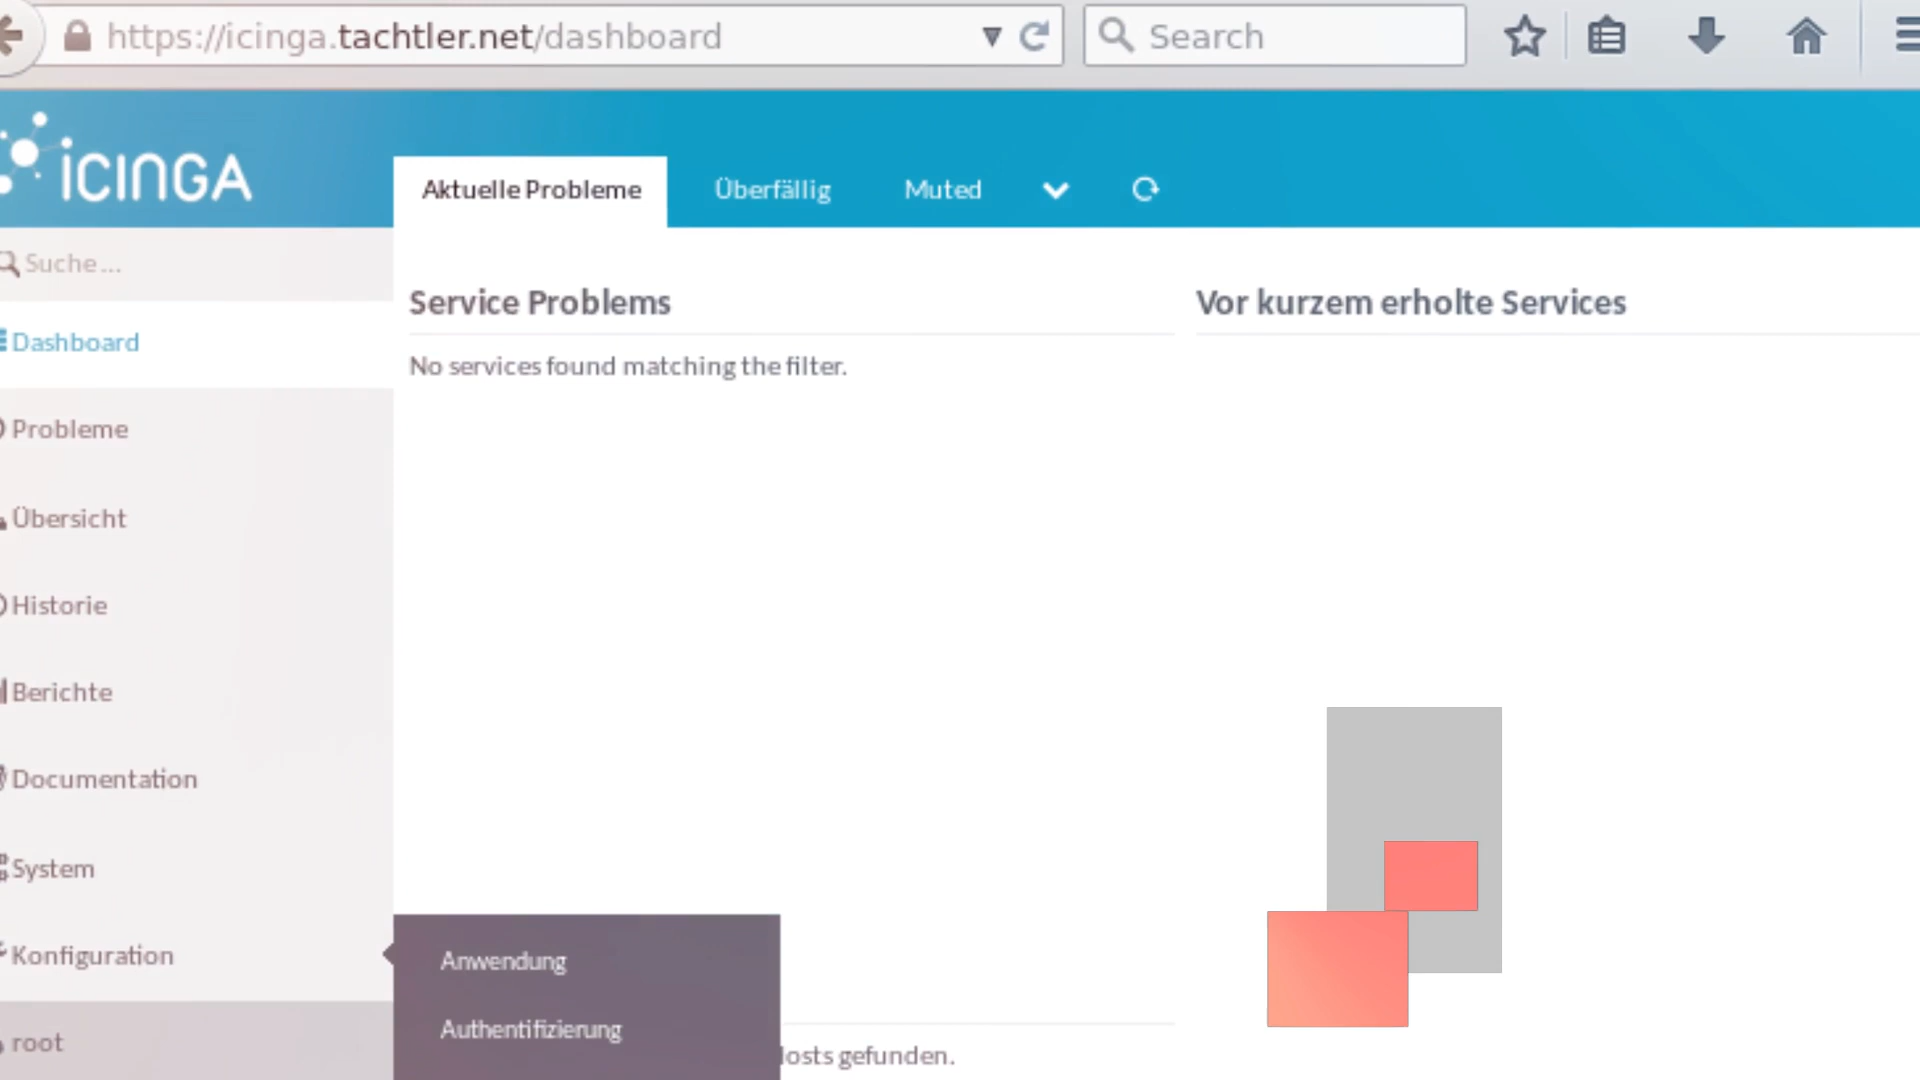 https://icinga.tachtler.net/dashboard
Search
icinga
Aktuelle Probleme
Überfällig
Muted
Suche ...
Dashboard
Probleme
Übersicht
Historie
Berichte
Documentation
System
Konfiguration
root
Service Problems
No services found matching the filter.
Vor kurzem erholte Services
Anwendung
Authentifizierung
gefunden.